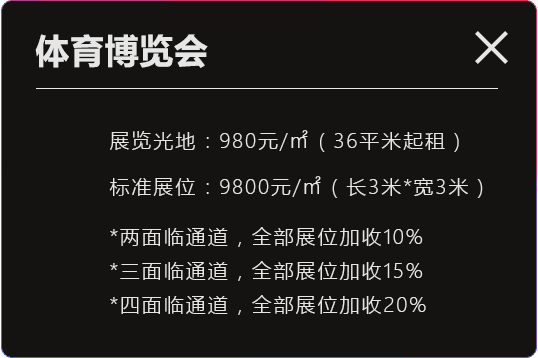 体育博览会
展览光地：980元/㎡（36平米起租）
标准展位：9800元/㎡（长3米*宽3米）
*两面临通道，全部展位加收10%
*三面临通道，全部展位加收15%
*四面临通道，全部展位加收20%